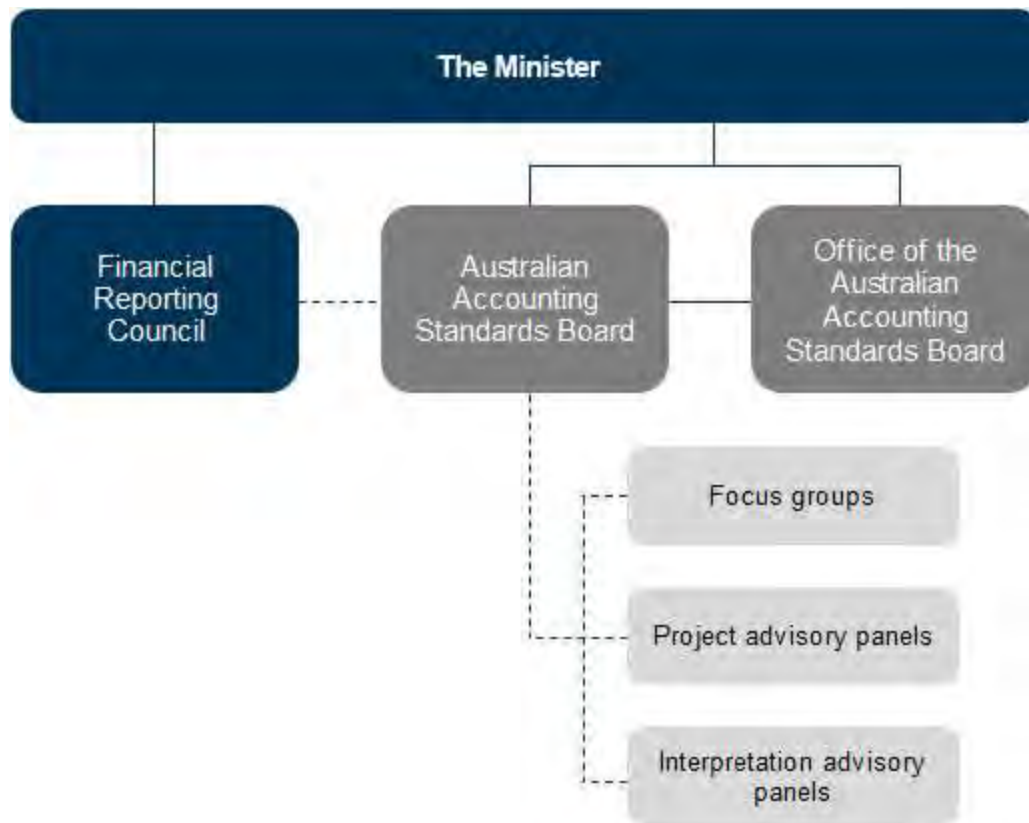 The Minister
Financial
Reporting
Council
Australian
Accounting
Standards Board
Office of the
Australian
Accounting
Standards Board
Focus groups
Project advisory panels
Interpretation advisory
panels